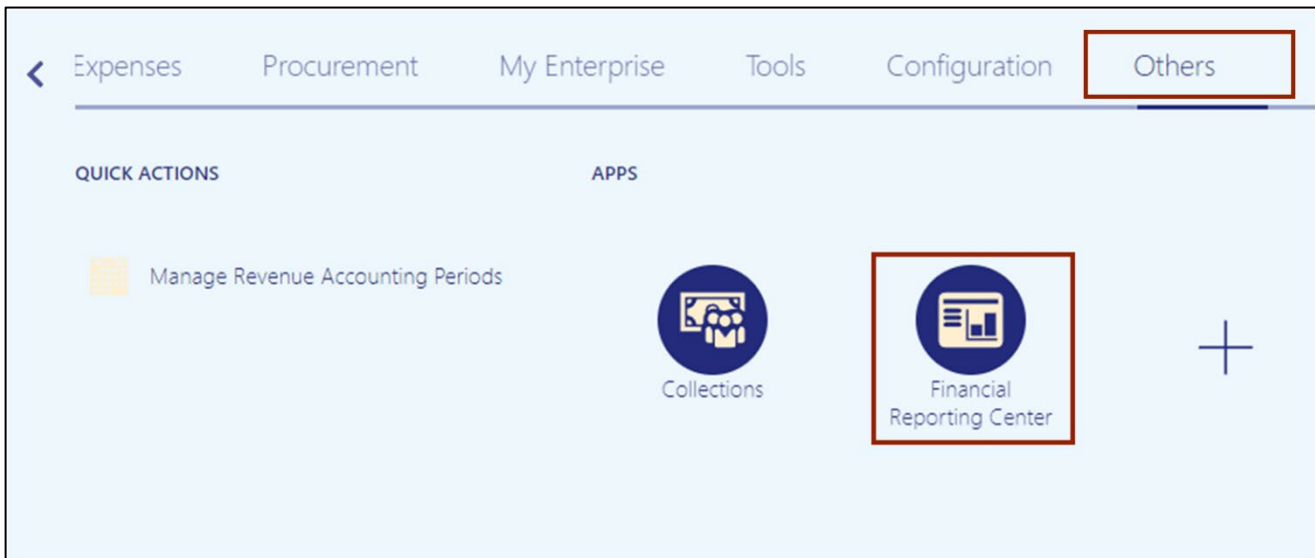 Expenses Procurement My Enterprise Tools Configuration Others
QUICK ACTIONS APPS
Manage Revenue Accounting Periods
Collections
Financial
Reporting Center